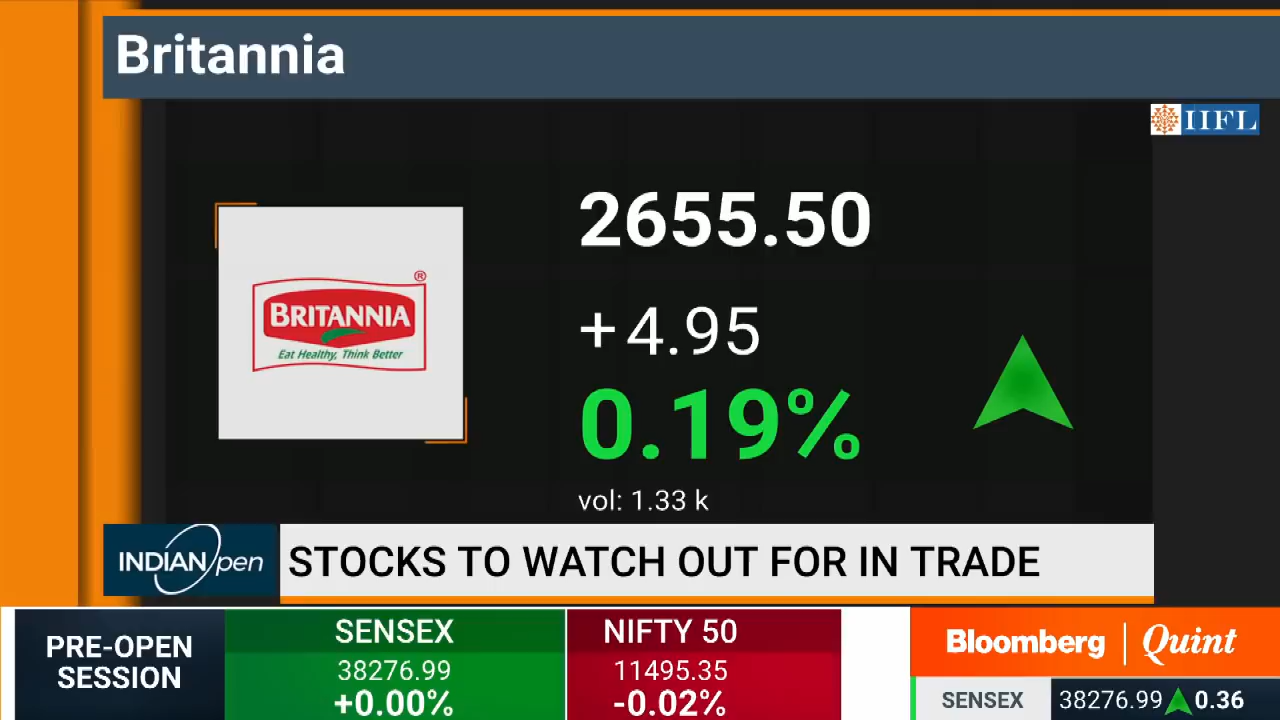 Britannia
IIFL
2655.50
BRITANNIA®
Eat Healthy, Think Better
+4.95
0.19%
vol: 1.33 k
INDIAN Open
STOCKS TO WATCH OUT FOR IN TRADE
PRE-OPEN
SESSION
SENSEX
38276.99
+0.00%
NIFTY 50
11495.35
-0.02%
Bloomberg | Quint
SENSEX 38276.99 0.36